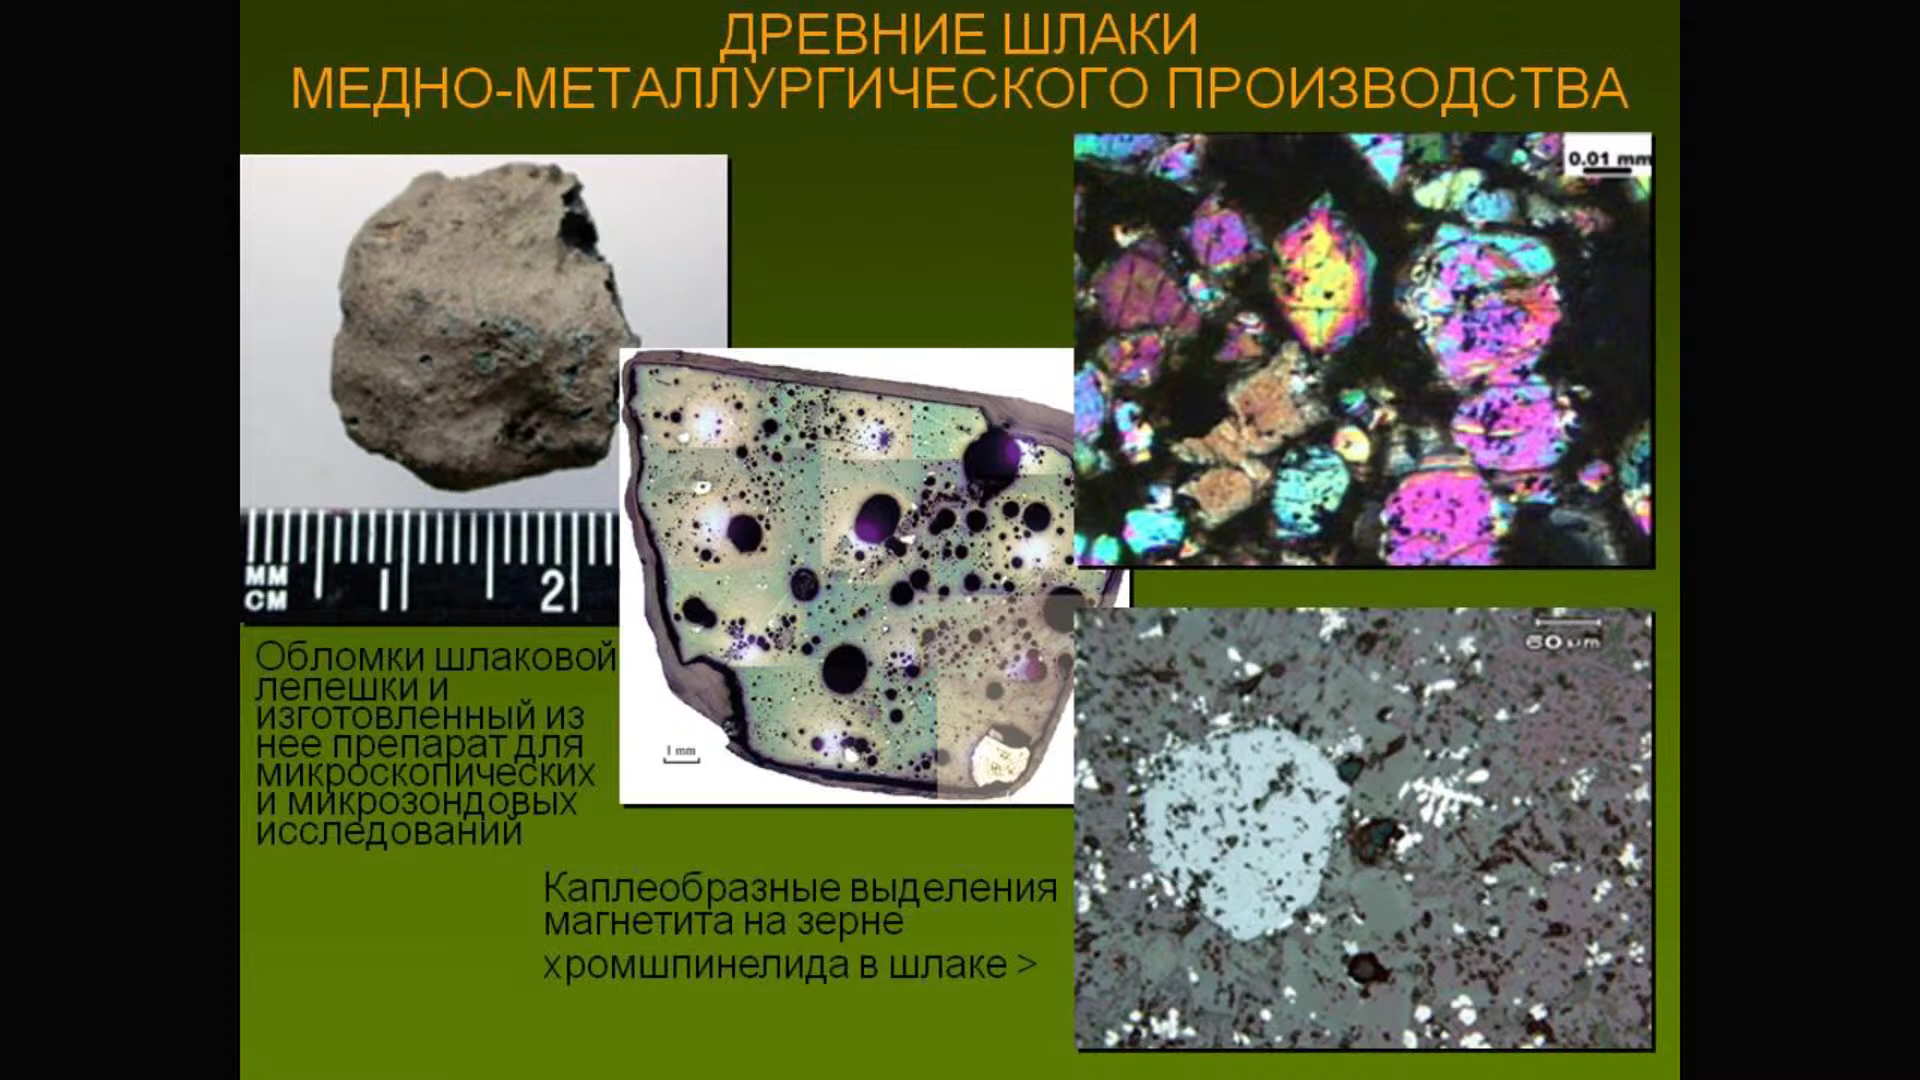 ДРЕВНИЕ ШЛАКИ
МЕДНО-МЕТАЛЛУРГИЧЕСКОГО ПРОИЗВОДСТВА
0.01 mm
ММ
СМ
1
2
1 mm
60 µm
Обломки шлаковой
лепешки и
изготовленный из
нее препарат для
микроскопических
и микрозондовых
исследований
Каплеобразные выделения
магнетита на зерне
хромшпинелида в шлаке >